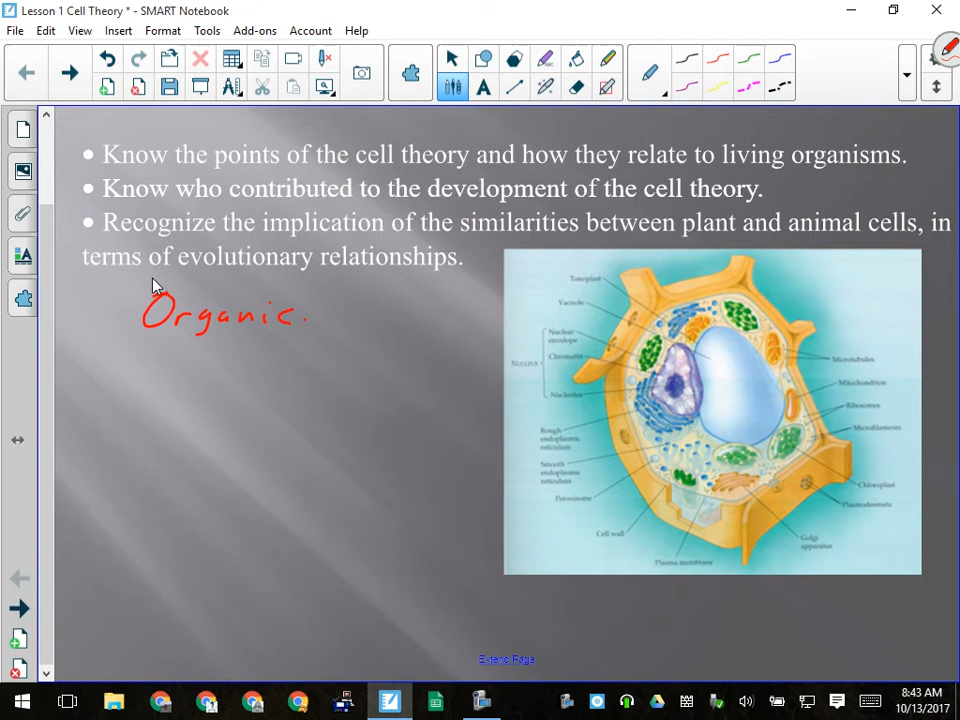 Lesson 1 Cell Theory * - SMART Notebook
File Edit View Insert Format Tools Add-ons Account Help
• Know the points of the cell theory and how they relate to living organisms.
• Know who contributed to the development of the cell theory.
• Recognize the implication of the similarities between plant and animal cells, in
terms of evolutionary relationships.
Organic.
Tonoplast
Vacuole
Nuclear
envelope
Chromatin
NUCLEUS
Nucleolus
Rough
endoplasmic
reticulum
Smooth
endoplasmic
reticulum
Peroxisome
Cell wall
Plasma membrane
Microtubules
Mitochondrion
Ribosomes
Microfilaments
Chloroplast
Plasmodesmata
Golgi
apparatus
Extend Page
8:43 AM
10/13/2017